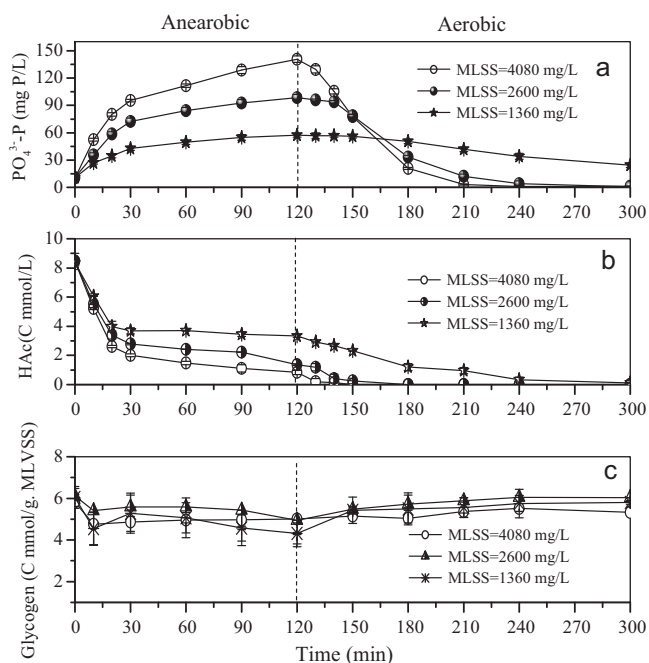 Anearobic Aerobic
a
MLSS=4080 mg/L
MLSS=2600 mg/L
MLSS=1360 mg/L
PO₄³⁻-P (mg P/L)
150
120
90
60
30
0
0 30 60 90 120 150 180 210 240 270 300
b
MLSS=4080 mg/L
MLSS=2600 mg/L
MLSS=1360 mg/L
HAc(C mmol/L)
10
8
6
4
2
0
0 30 60 90 120 150 180 210 240 270 300
c
MLSS=4080 mg/L
MLSS=2600 mg/L
MLSS=1360 mg/L
Glycogen (C mmol/g. MLVSS)
8
6
4
2
0 30 60 90 120 150 180 210 240 270 300
Time (min)